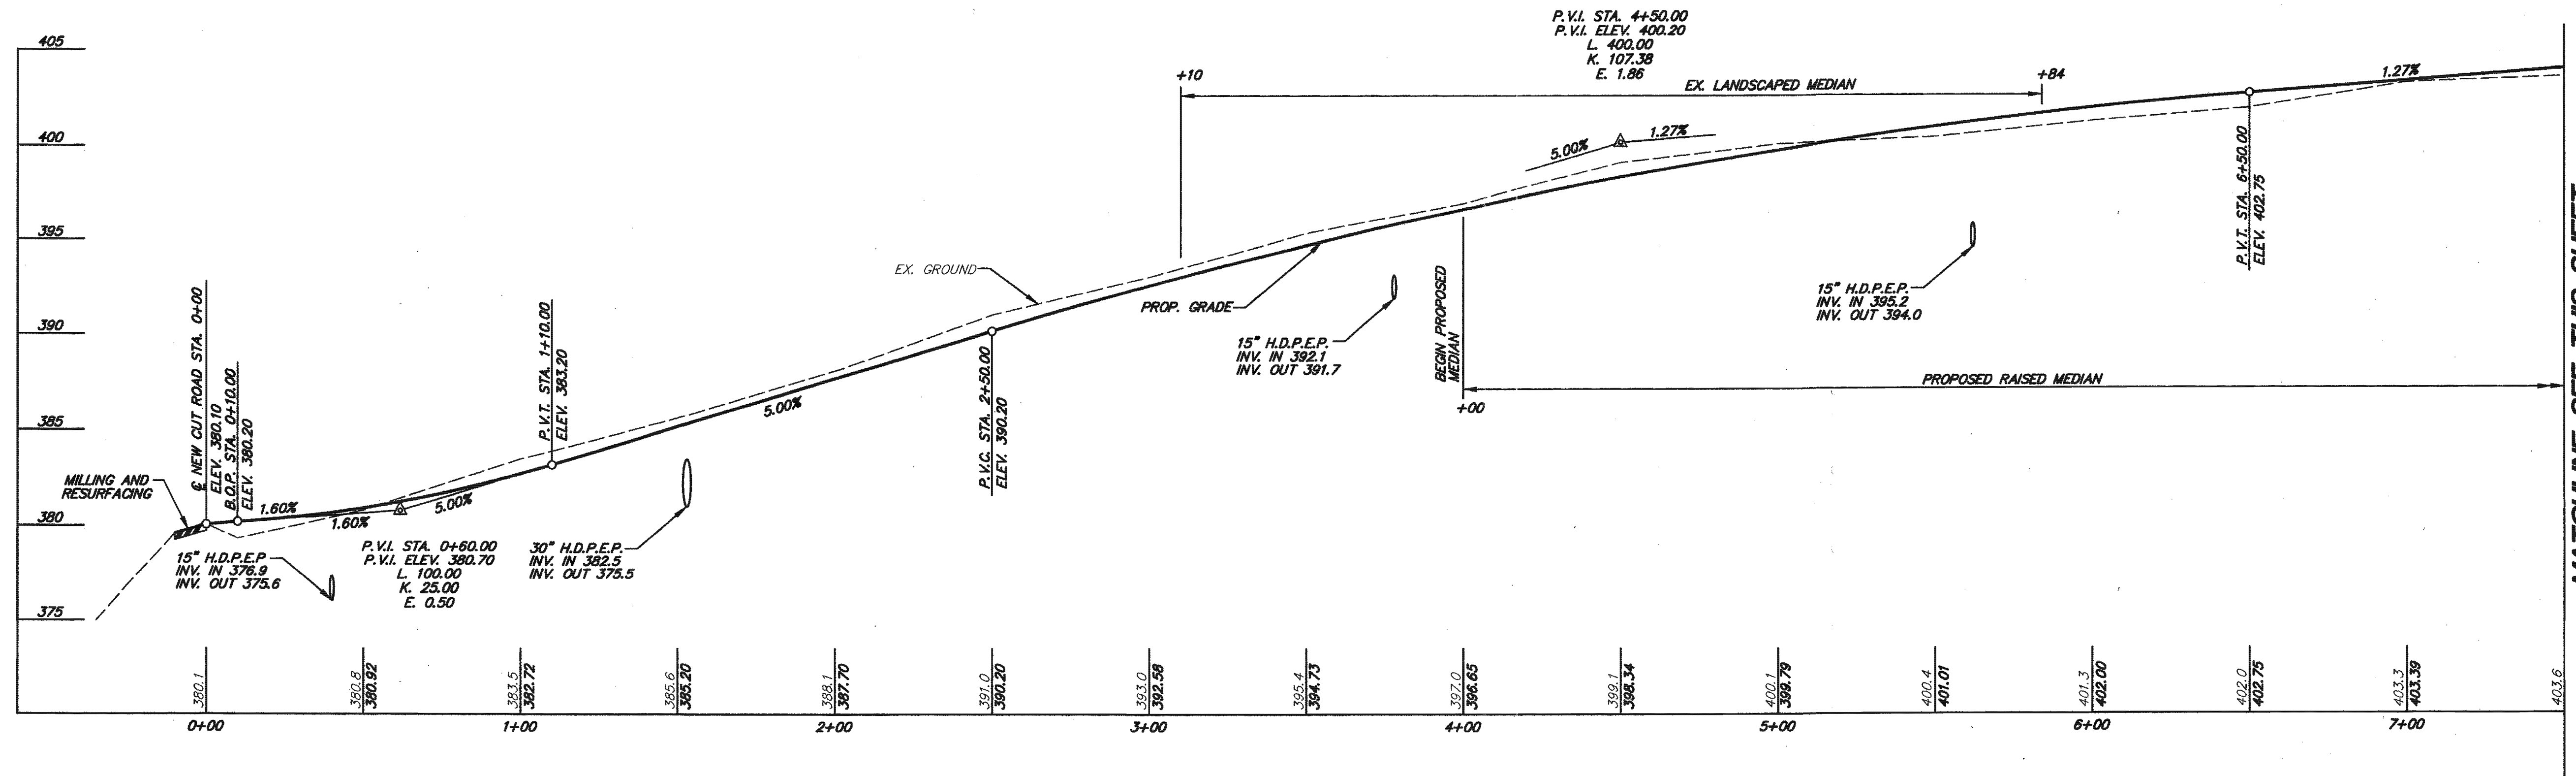 P.V.I. STA. 4+50.00
P.V.I. ELEV. 400.20
L. 400.00
K. 107.38
E. 1.86
405
400
395
390
385
380
375
+10
EX. LANDSCAPED MEDIAN
+84
1.27%
5.00%
1.27%
P.V.T. STA. 6+50.00
ELEV. 402.75
EX. GROUND
PROP. GRADE
15" H.D.P.E.P.
INV. IN 392.1
INV. OUT 391.7
BEGIN PROPOSED
MEDIAN
+00
15" H.D.P.E.P.
INV. IN 395.2
INV. OUT 394.0
PROPOSED RAISED MEDIAN
℄ NEW CUT ROAD STA. 0+00
ELEV. 380.10
B.O.P. STA. 0+10.00
ELEV. 380.20
P.V.T. STA. 1+10.00
ELEV. 383.20
P.V.C. STA. 2+50.00
ELEV. 390.20
5.00%
MILLING AND
RESURFACING
1.60%
1.60%
5.00%
15" H.D.P.E.P
INV. IN 376.9
INV. OUT 375.6
P.V.I. STA. 0+60.00
P.V.I. ELEV. 380.70
L. 100.00
K. 25.00
E. 0.50
30" H.D.P.E.P.
INV. IN 382.5
INV. OUT 375.5
380.1
380.8
380.92
383.5
382.72
385.6
385.20
388.1
387.70
391.0
390.20
393.0
392.58
395.4
394.73
397.0
396.65
399.1
398.34
400.1
399.79
400.4
401.01
401.3
402.00
402.0
402.75
403.3
403.39
403.6
0+00
1+00
2+00
3+00
4+00
5+00
6+00
7+00